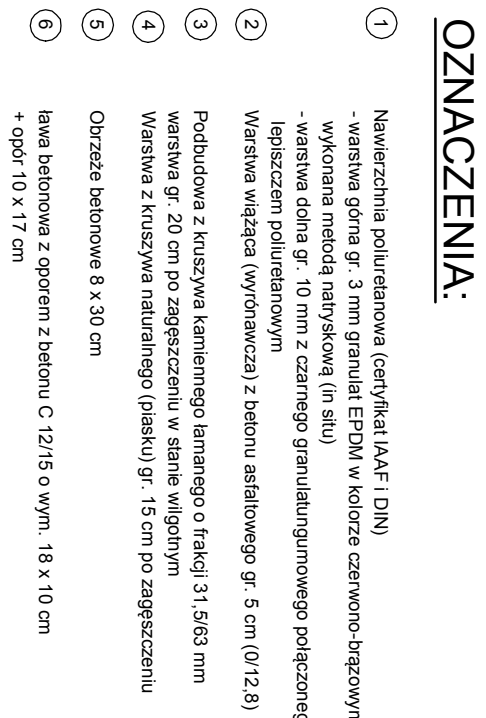 OZNACZENIA:
1 Nawierzchnia poliuretanowa (certyfikat IAAF i DIN)
- warstwa górna gr. 3 mm granulat EPDM w kolorze czerwono-brązowym
wykonana metodą natryskową (in situ)
- warstwa dolna gr. 10 mm z czarnego granulatungumowego połączoneg
lepiszczem poliuretanowym
2 Warstwa wiążąca (wyrównawcza) z betonu asfaltowego gr. 5 cm (0/12,8)
3 Podbudowa z kruszywa kamiennego łamanego o frakcji 31,5/63 mm
warstwa gr. 20 cm po zagęszczeniu w stanie wilgotnym
4 Warstwa z kruszywa naturalnego (piasku) gr. 15 cm po zagęszczeniu
5 Obrzeże betonowe 8 x 30 cm
6 ława betonowa z oporem z betonu C 12/15 o wym. 18 x 10 cm
+ opór 10 x 17 cm